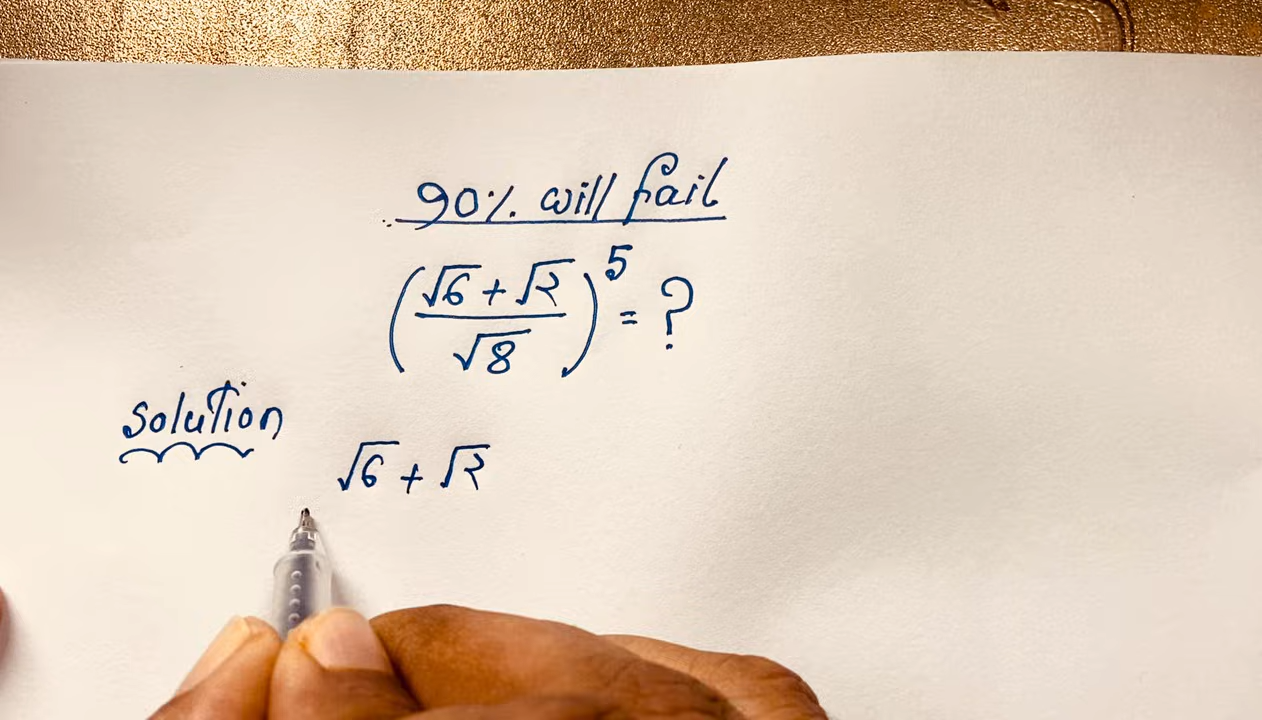 90% will fail
((√6 + √2)/√8)^5 = ?
Solution
√6 + √2